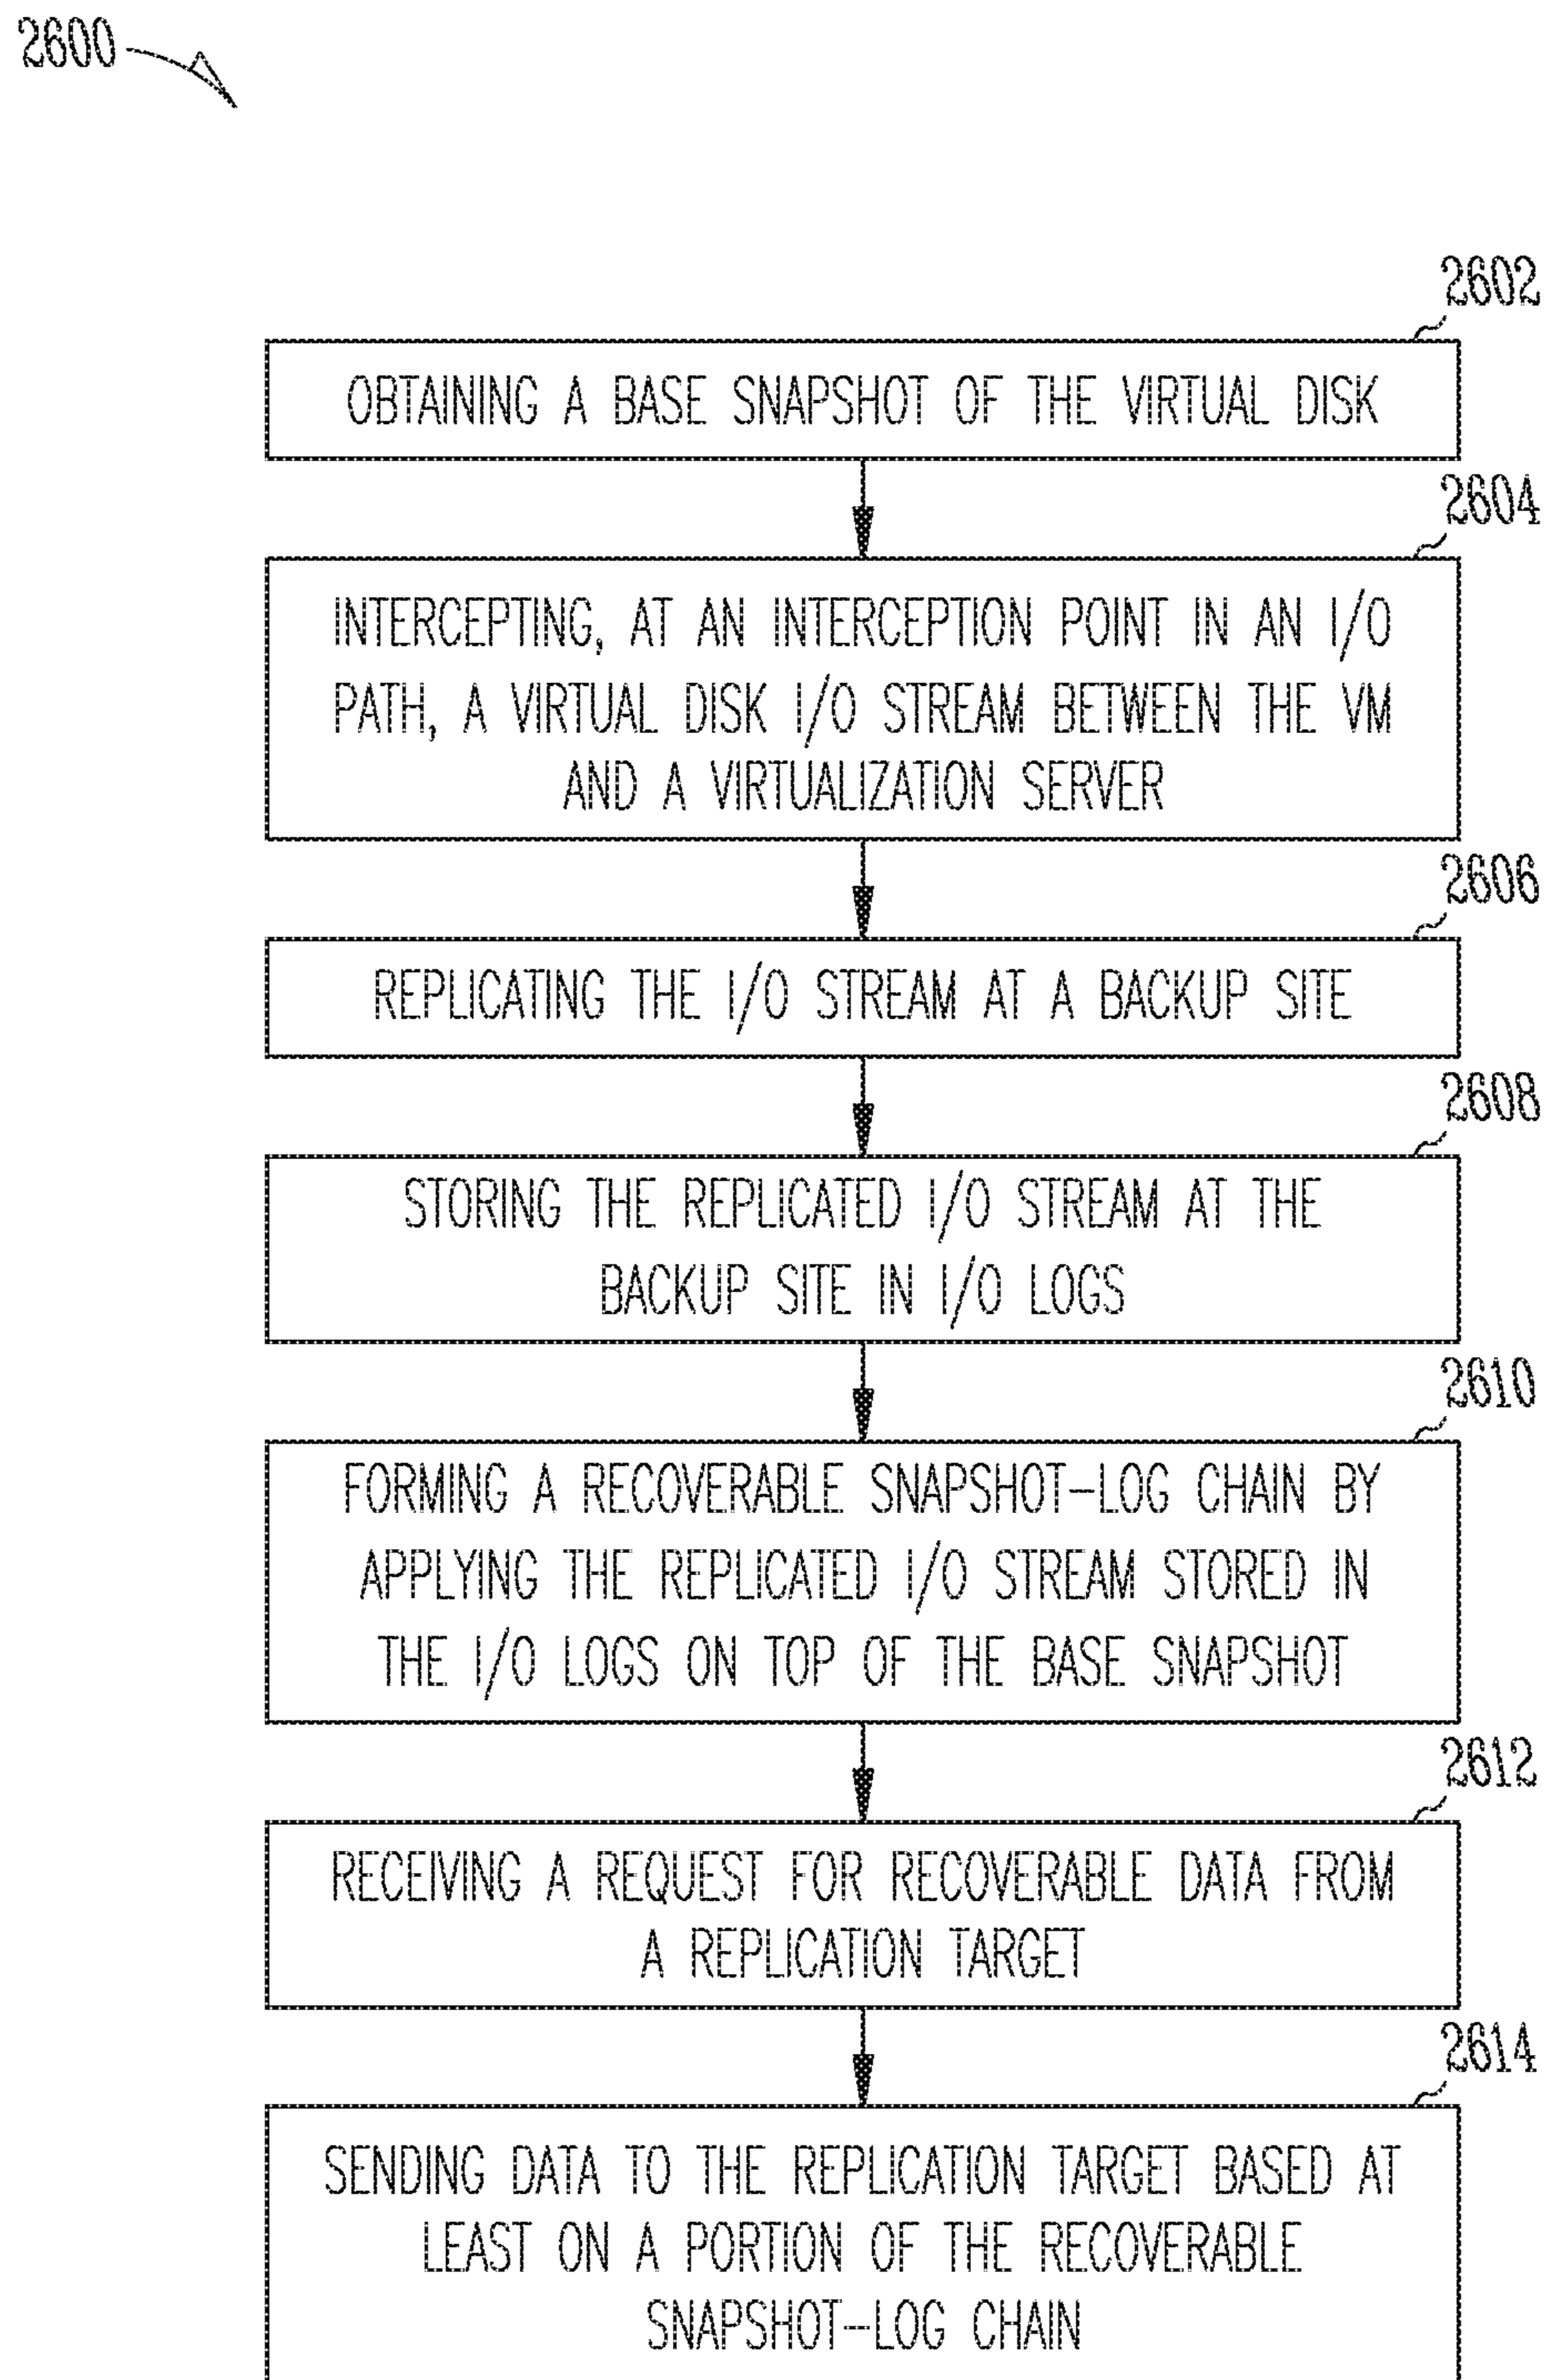 2600
2602
OBTAINING A BASE SNAPSHOT OF THE VIRTUAL DISK
2604
INTERCEPTING, AT AN INTERCEPTION POINT IN AN I/O
PATH, A VIRTUAL DISK I/O STREAM BETWEEN THE VM
AND A VIRTUALIZATION SERVER
2606
REPLICATING THE I/O STREAM AT A BACKUP SITE
2608
STORING THE REPLICATED I/O STREAM AT THE
BACKUP SITE IN I/O LOGS
2610
FORMING A RECOVERABLE SNAPSHOT-LOG CHAIN BY
APPLYING THE REPLICATED I/O STREAM STORED IN
THE I/O LOGS ON TOP OF THE BASE SNAPSHOT
2612
RECEIVING A REQUEST FOR RECOVERABLE DATA FROM
A REPLICATION TARGET
2614
SENDING DATA TO THE REPLICATION TARGET BASED AT
LEAST ON A PORTION OF THE RECOVERABLE
SNAPSHOT-LOG CHAIN